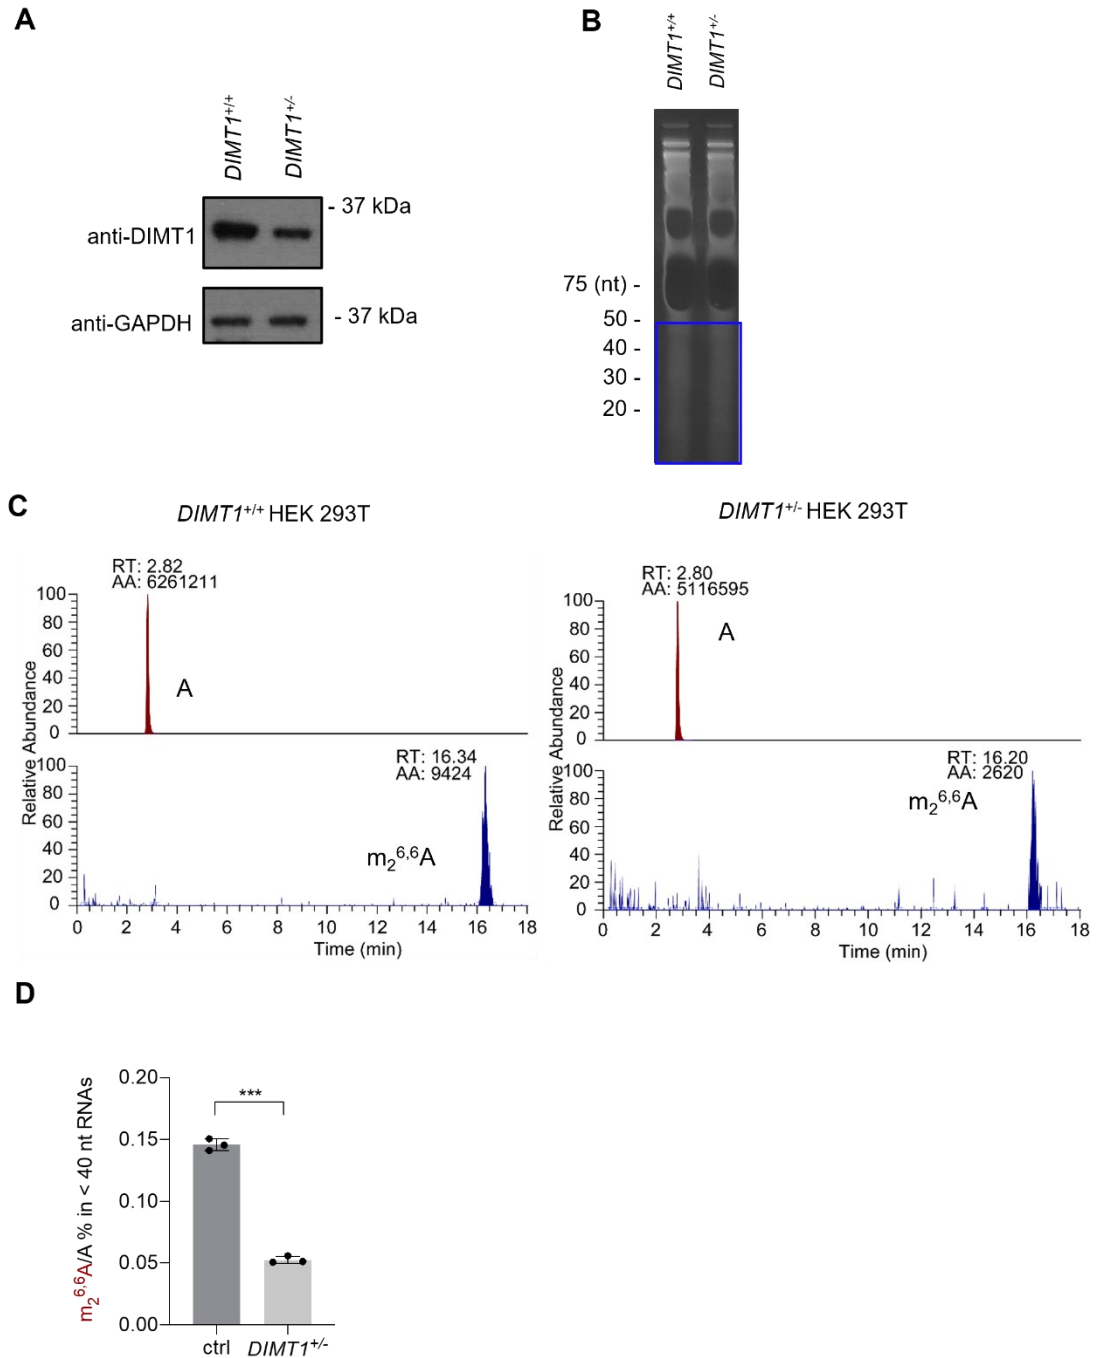 A
DIMT1+/+
DIMT1+/-
- 37 kDa
anti-DIMT1
anti-GAPDH
- 37 kDa
B
DIMT1+/+
DIMT1+/-
75 (nt) -
50 -
40 -
30 -
20 -
C
DIMT1+/+ HEK 293T
RT: 2.82
AA: 6261211
100
80
60
40
20
0
A
Relative Abundance
RT: 16.34
AA: 9424
100
80
60
40
20
0
m₂⁶,⁶A
0 2 4 6 8 10 12 14 16 18
Time (min)
DIMT1+/- HEK 293T
RT: 2.80
AA: 5116595
100
80
60
40
20
0
A
Relative Abundance
RT: 16.20
AA: 2620
100
80
60
40
20
0
m₂⁶,⁶A
0 2 4 6 8 10 12 14 16 18
Time (min)
D
m₂⁶,⁶A/A % in < 40 nt RNAs
0.20
0.15
0.10
0.05
0.00
***
ctrl DIMT1+/-